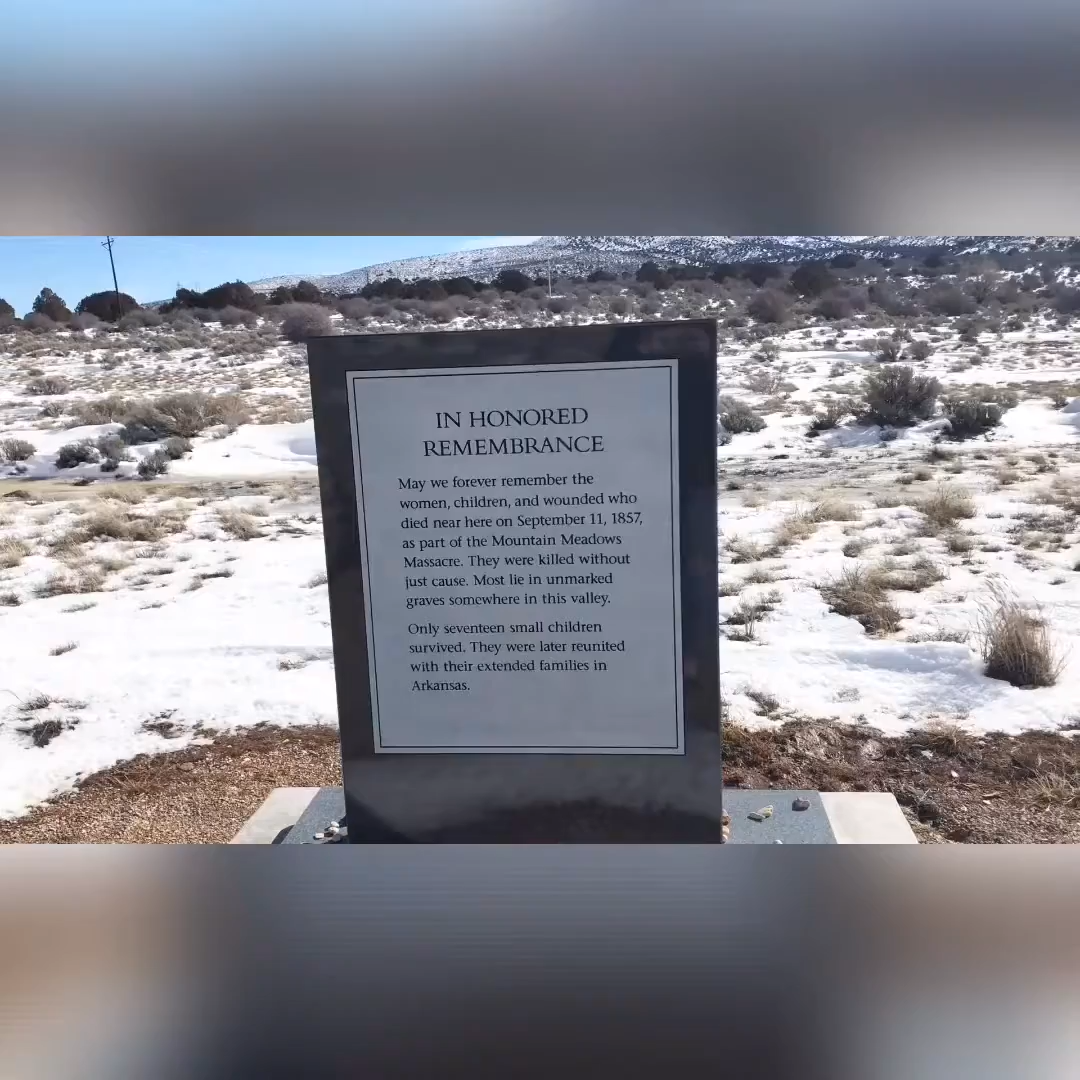 IN HONORED
REMEMBRANCE
May we forever remember the
women, children, and wounded who
died near here on September 11, 1857,
as part of the Mountain Meadows
Massacre. They were killed without
just cause. Most lie in unmarked
graves somewhere in this valley.
Only seventeen small children
survived. They were later reunited
with their extended families in
Arkansas.